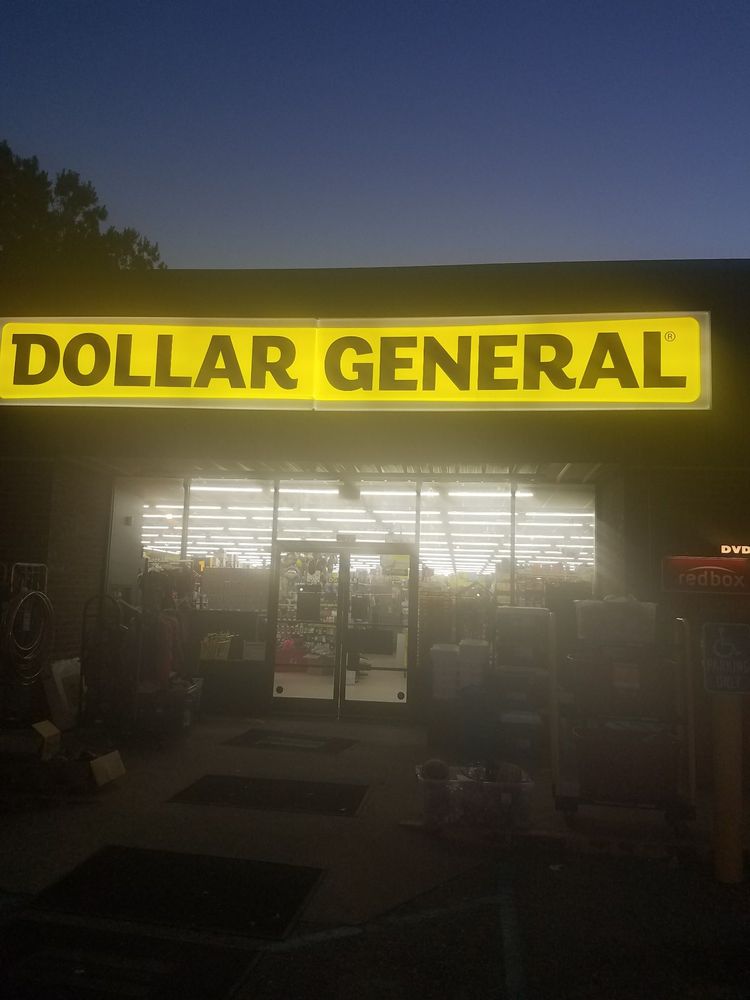 DOLLAR GENERAL®
DVD
redbox
PARKING
ONLY